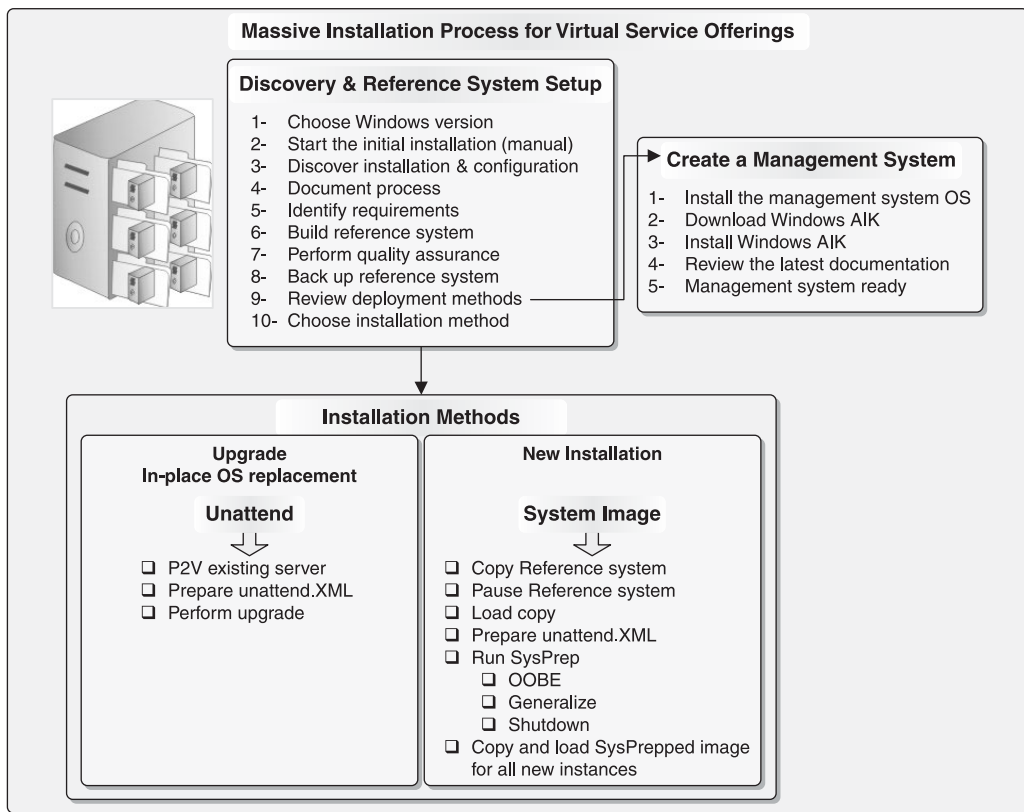 Massive Installation Process for Virtual Service Offerings
Discovery & Reference System Setup
1- Choose Windows version
2- Start the initial installation (manual)
3- Discover installation & configuration
4- Document process
5- Identify requirements
6- Build reference system
7- Perform quality assurance
8- Back up reference system
9- Review deployment methods
10- Choose installation method
Create a Management System
1- Install the management system OS
2- Download Windows AIK
3- Install Windows AIK
4- Review the latest documentation
5- Management system ready
Installation Methods
Upgrade
In-place OS replacement
Unattend
❑ P2V existing server
❑ Prepare unattend.XML
❑ Perform upgrade
New Installation
System Image
❑ Copy Reference system
❑ Pause Reference system
❑ Load copy
❑ Prepare unattend.XML
❑ Run SysPrep
❑ OOBE
❑ Generalize
❑ Shutdown
❑ Copy and load SysPrepped image
for all new instances